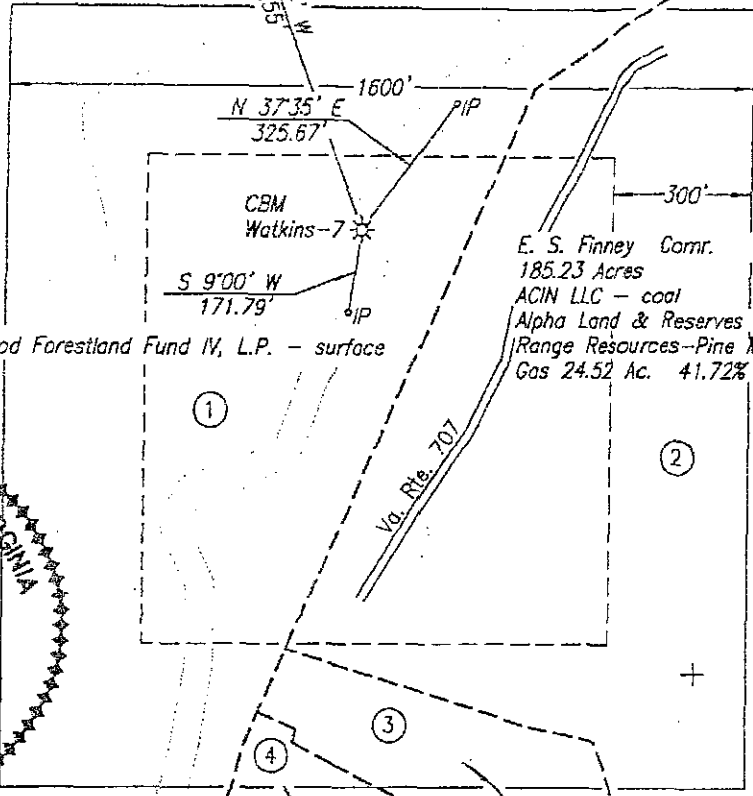 W
55'
1600'
N 37°35' E
325.67'
IP
CBM
Watkins-7
300'
S 9°00' W
171.79'
IP
E. S. Finney Comr.
185.23 Acres
ACIN LLC - coal
Alpha Land & Reserves
Range Resources-Pine
Gas 24.52 Ac. 41.72%
od Forestland Fund IV, L.P. - surface
1
2
Va. Rte. 707
GINIA
3
4